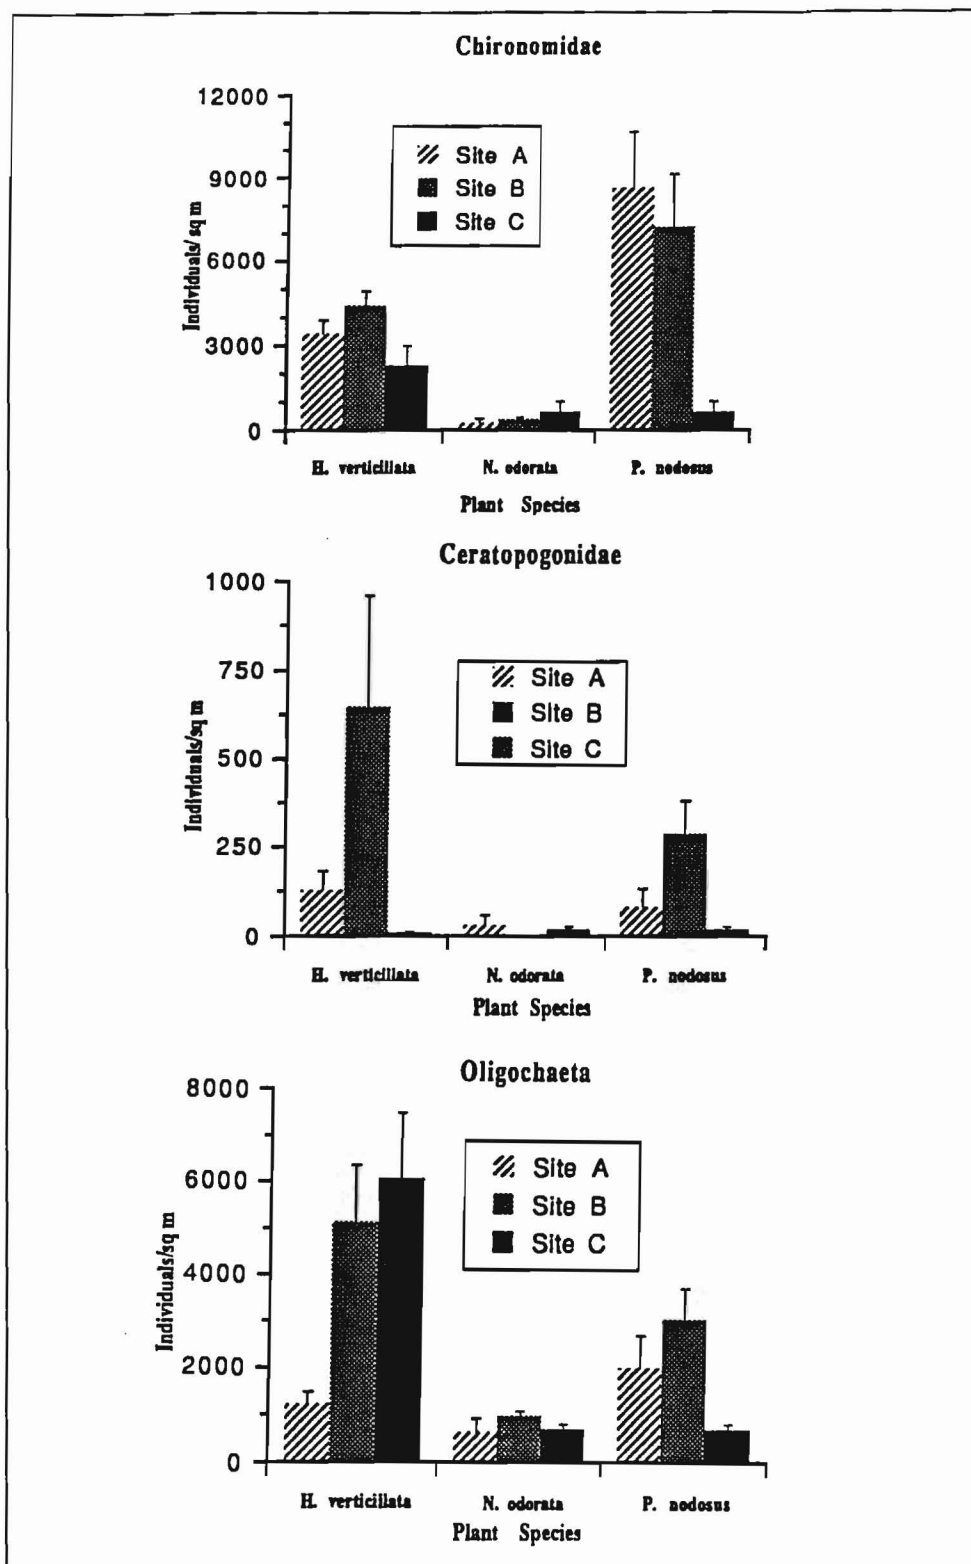 Chironomidae
12000
9000
6000
3000
0
Individuals/sq m
Site A
Site B
Site C
H. verticillata N. odorata P. nodosus
Plant Species
Ceratopogonidae
1000
750
500
250
0
Individuals/sq m
Site A
Site B
Site C
H. verticillata N. odorata P. nodosus
Plant Species
Oligochaeta
8000
6000
4000
2000
0
Individuals/sq m
Site A
Site B
Site C
H. verticillata N. odorata P. nodosus
Plant Species